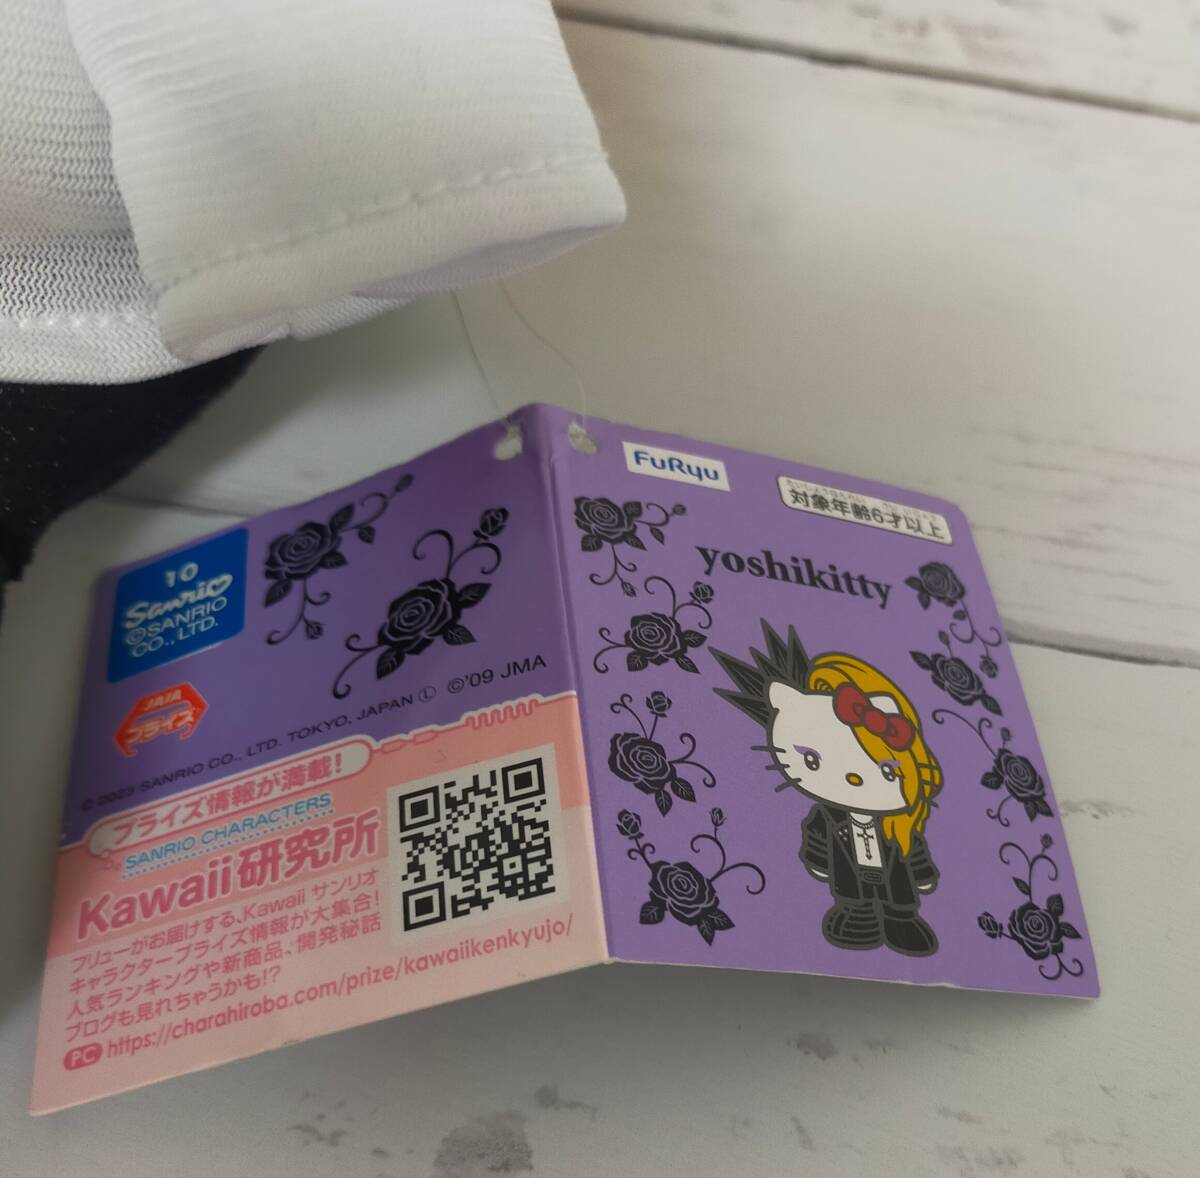 10
Sanrio
©SANRIO
CO., LTD.
JAIA
プライズ
© 2023 SANRIO CO., LTD. TOKYO, JAPAN Ⓛ ©'09 JMA
プライズ情報が満載!
SANRIO CHARACTERS
Kawaii研究所
フリューがお届けする、Kawaii サンリオ
キャラクタープライズ情報が大集合!
人気ランキングや新商品、開発秘話
ブログも見れちゃうかも!?
PC https://charahiroba.com/prize/kawaiikenkyujo/
FuRyu
対象年齢6才以上
yoshikitty